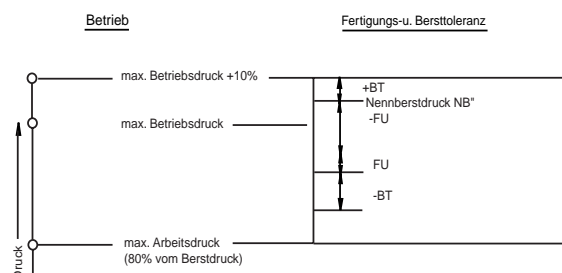 Betrieb
Fertigungs-u. Bersttoleranz
max. Betriebsdruck +10%
+BT
Nennberstdruck NB"
-FU
max. Betriebsdruck
FU
-BT
max. Arbeitsdruck
(80% vom Berstdruck)